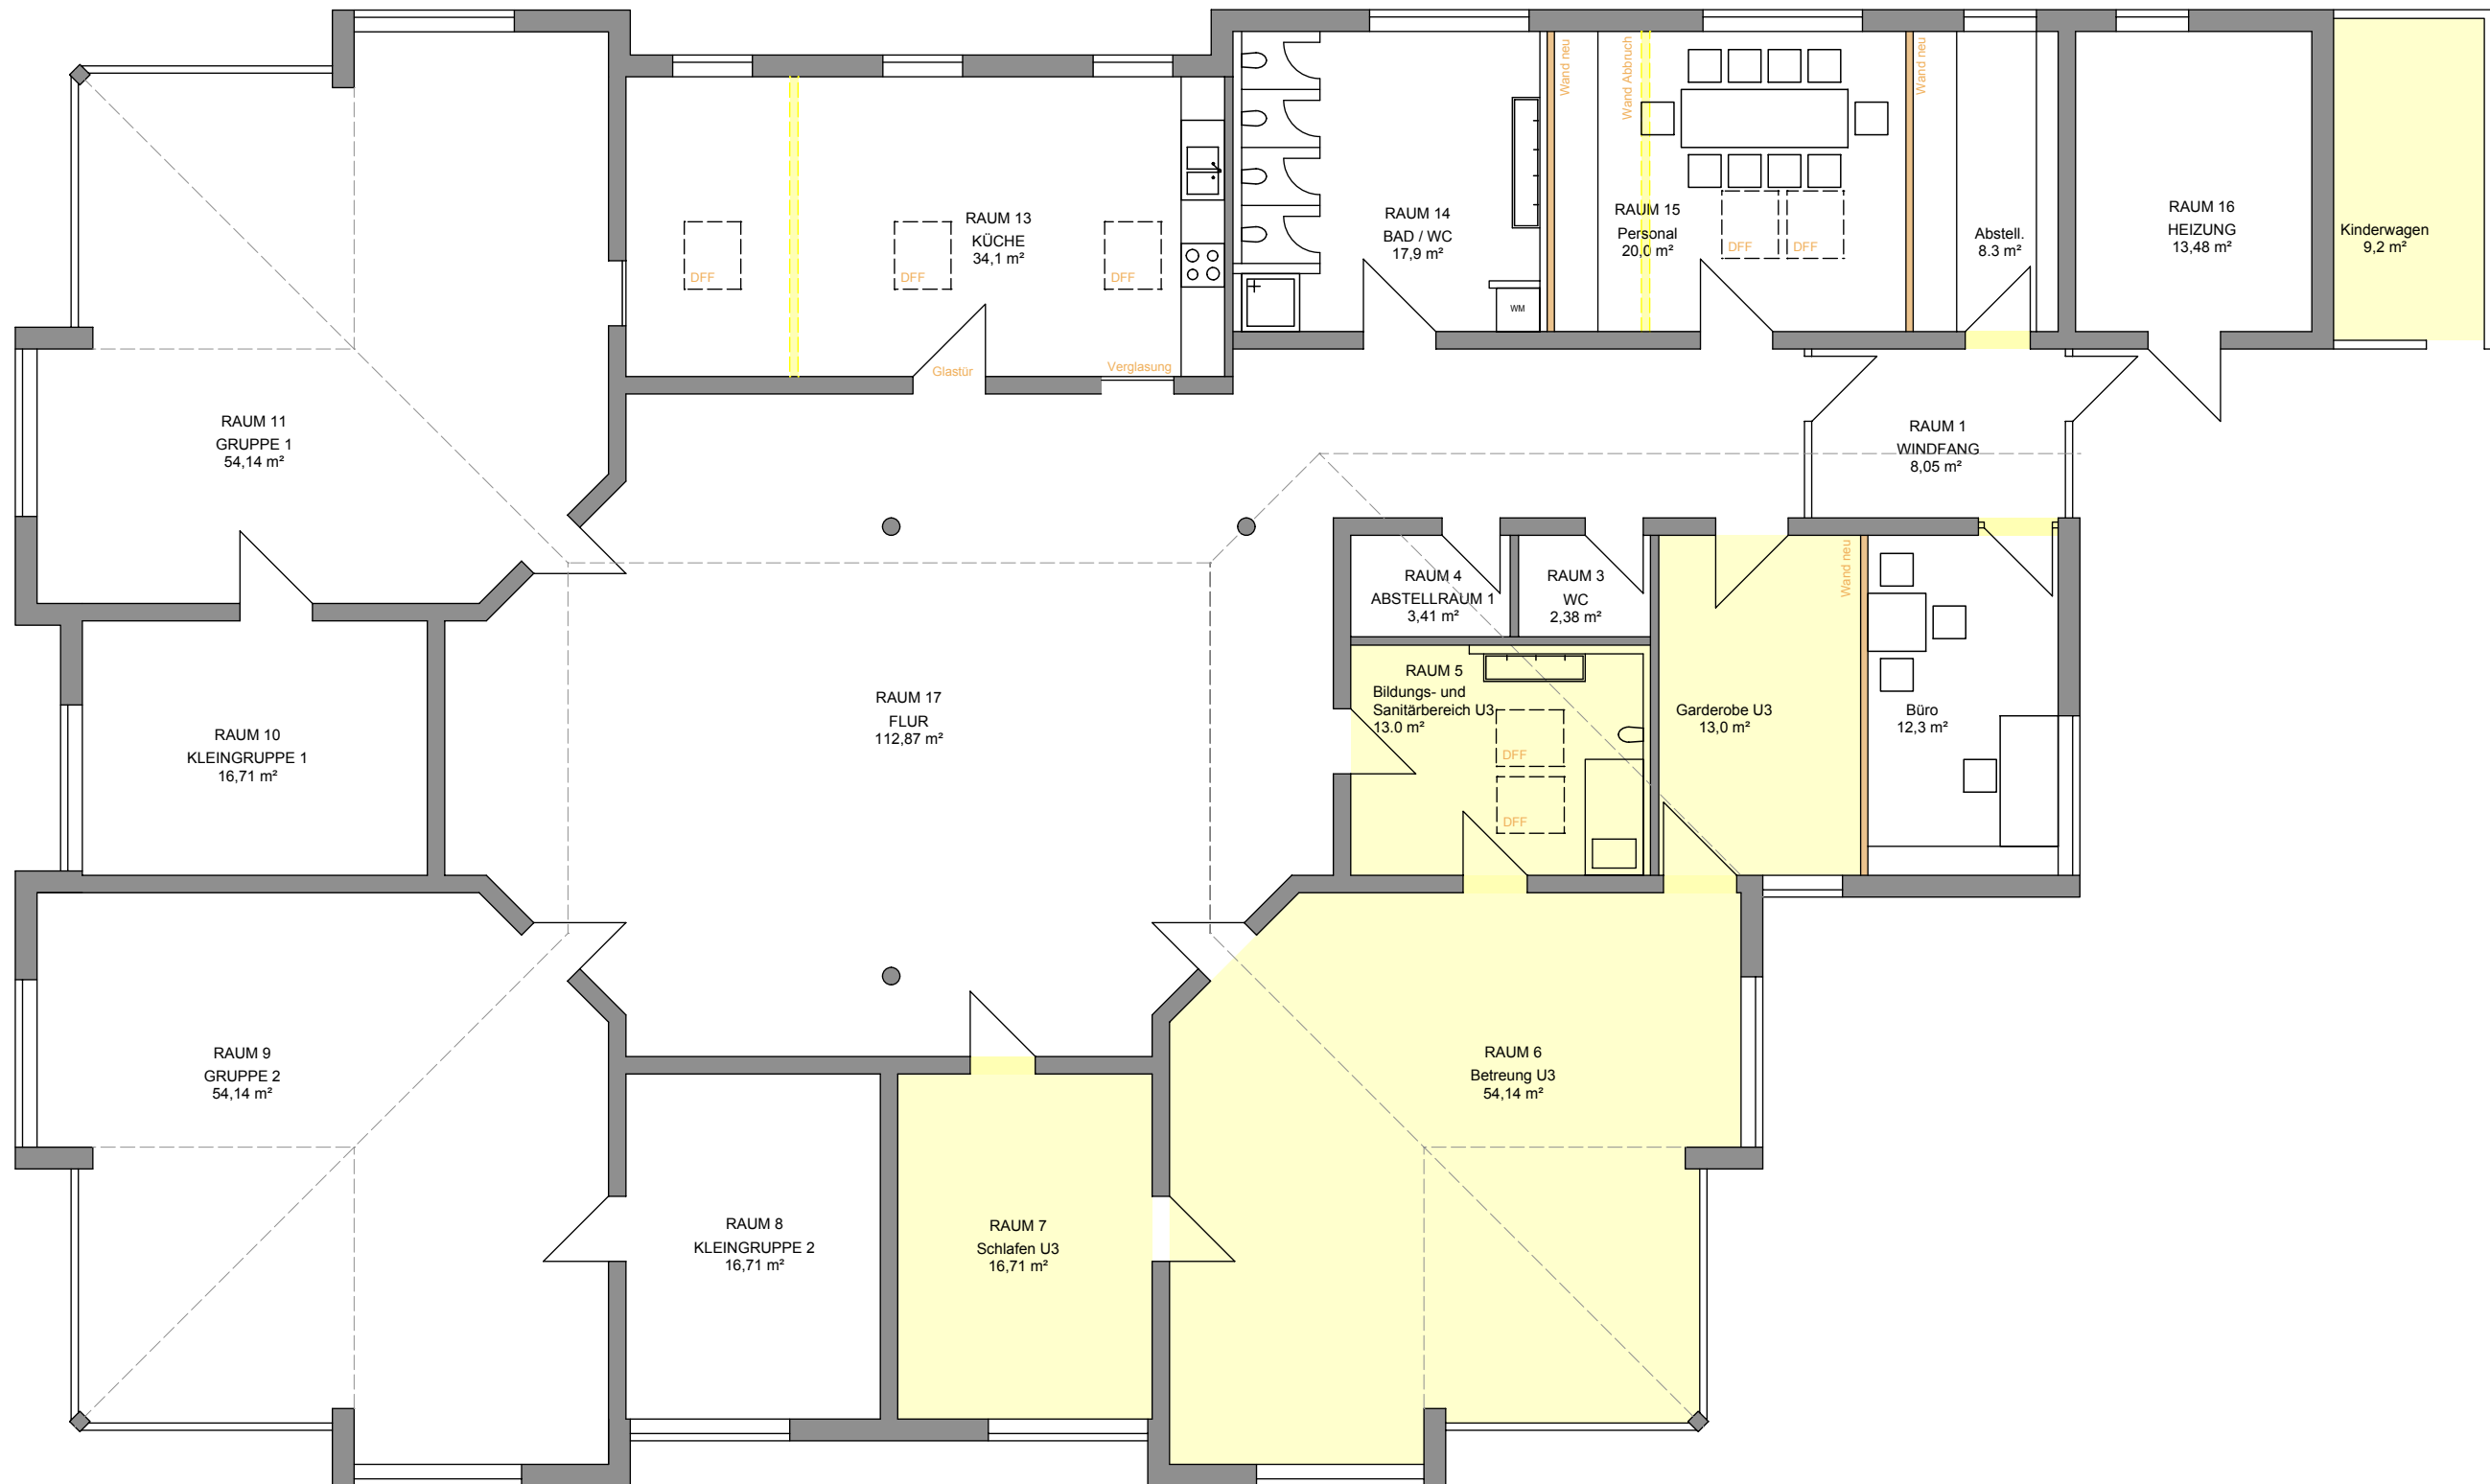 Wand neu
Wand Abbruch
Wand neu
RAUM 13
KÜCHE
34,1 m²
DFF
DFF
DFF
Glastür
Verglasung
RAUM 14
BAD / WC
17,9 m²
WM
RAUM 15
Personal
20,0 m²
DFF
DFF
Abstell.
8.3 m²
RAUM 16
HEIZUNG
13,48 m²
Kinderwagen
9,2 m²
RAUM 11
GRUPPE 1
54,14 m²
RAUM 1
WINDFANG
8,05 m²
RAUM 4
ABSTELLRAUM 1
3,41 m²
RAUM 3
WC
2,38 m²
Wand neu
RAUM 5
Bildungs- und
Sanitärbereich U3
13.0 m²
DFF
DFF
Garderobe U3
13,0 m²
Büro
12,3 m²
RAUM 17
FLUR
112,87 m²
RAUM 10
KLEINGRUPPE 1
16,71 m²
RAUM 9
GRUPPE 2
54,14 m²
RAUM 6
Betreung U3
54,14 m²
RAUM 8
KLEINGRUPPE 2
16,71 m²
RAUM 7
Schlafen U3
16,71 m²